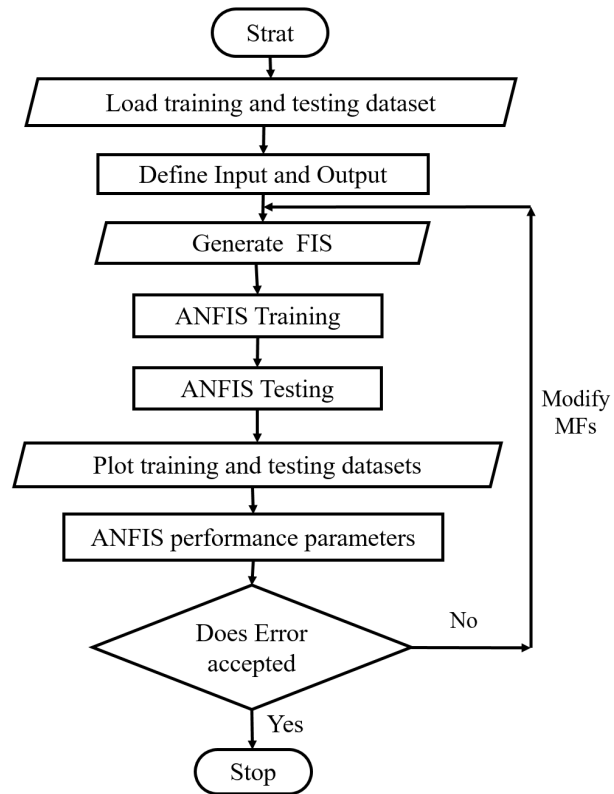 Strat
Load training and testing dataset
Define Input and Output
Generate FIS
ANFIS Training
ANFIS Testing
Modify
MFs
Plot training and testing datasets
ANFIS performance parameters
Does Error
accepted
No
Yes
Stop